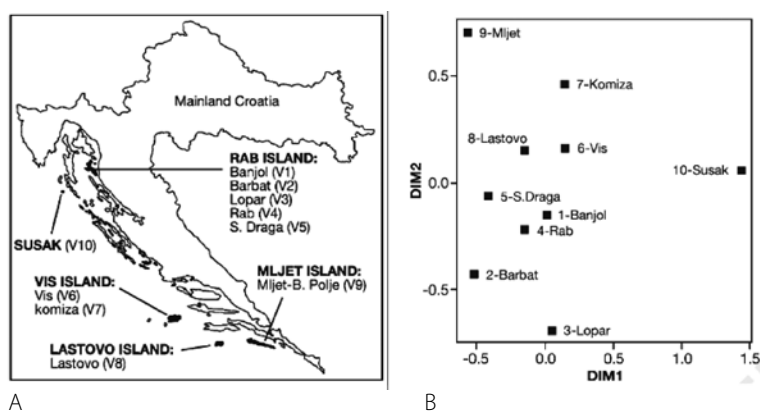 Mainland Croatia
RAB ISLAND:
Banjol (V1)
Barbat (V2)
Lopar (V3)
Rab (V4)
S. Draga (V5)
SUSAK (V10)
VIS ISLAND:
Vis (V6)
komiza (V7)
MLJET ISLAND:
Mljet-B. Polje (V9)
LASTOVO ISLAND:
Lastovo (V8)
A
9-Mljet
7-Komiza
8-Lastovo
6-Vis
10-Susak
5-S.Draga
1-Banjol
4-Rab
2-Barbat
3-Lopar
DIM2
0.5
0.0
-0.5
-0.5
0.0
0.5
1.0
1.5
DIM1
B